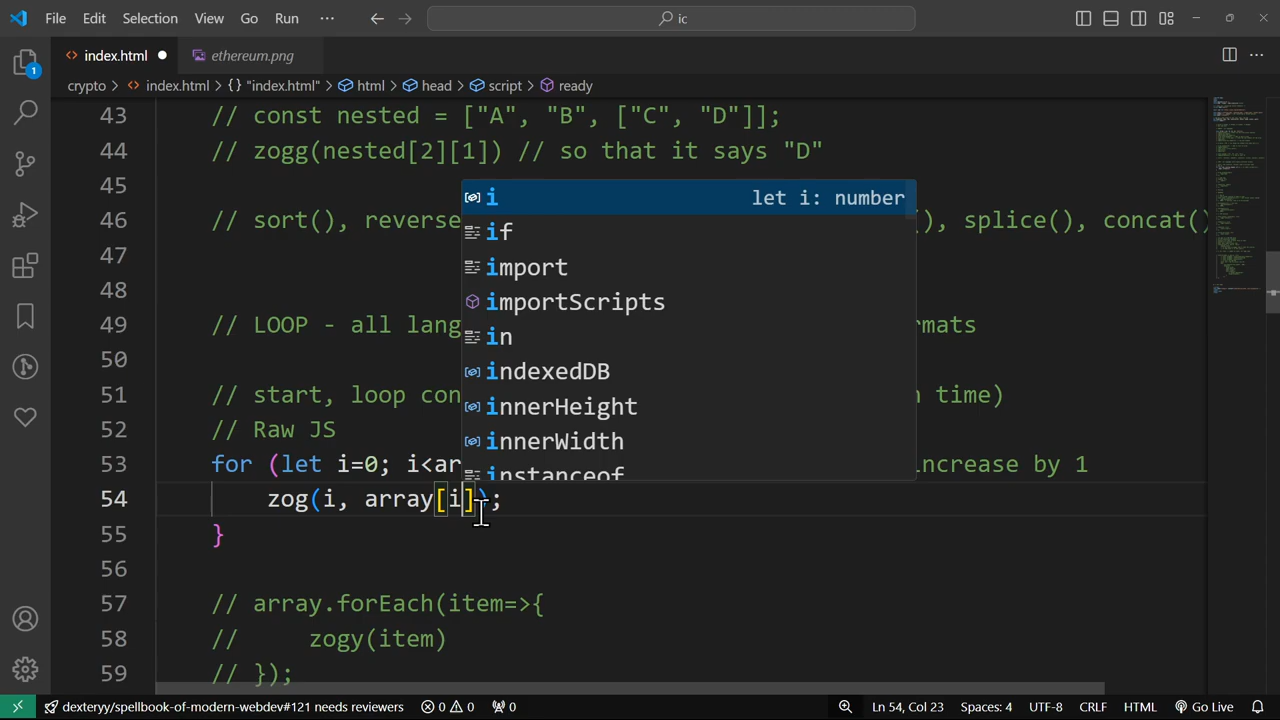 File Edit Selection View Go Run ··· ic
index.html ethereum.png
crypto > index.html > {} "index.html" > html > head > script > ready
43 // const nested = ["A", "B", ["C", "D"]];
44 // zogg(nested[2][1]) // so that it says "D"
45
i let i: number
46 // sort(), reverse ), splice(), concat()
if
47
import
48
importScripts
49 // LOOP - all lang rmats
in
50
indexedDB
51 // start, loop con n time)
innerHeight
52 // Raw JS
innerWidth
53 for (let i=0; i<ar increase by 1
instanceof
54 zog(i, array[i]);
55 }
56
57 // array.forEach(item=>{
58 // zogy(item)
59 // });
1
dexteryy/spellbook-of-modern-webdev#121 needs reviewers 0 0 0 Ln 54, Col 23 Spaces: 4 UTF-8 CRLF HTML Go Live